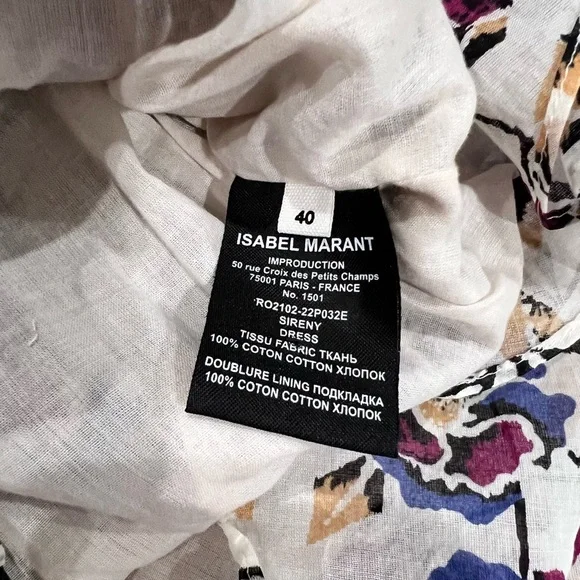 40
ISABEL MARANT
IMPRODUCTION
50 rue Croix des Petits Champs
75001 PARIS - FRANCE
No. 1501
RO2102-22P032E
SIRENY
DRESS
TISSU FABRIC ТКАНЬ
100% COTON COTTON ХЛОПОК
DOUBLURE LINING ПОДКЛАДКА
100% COTON COTTON ХЛОПОК